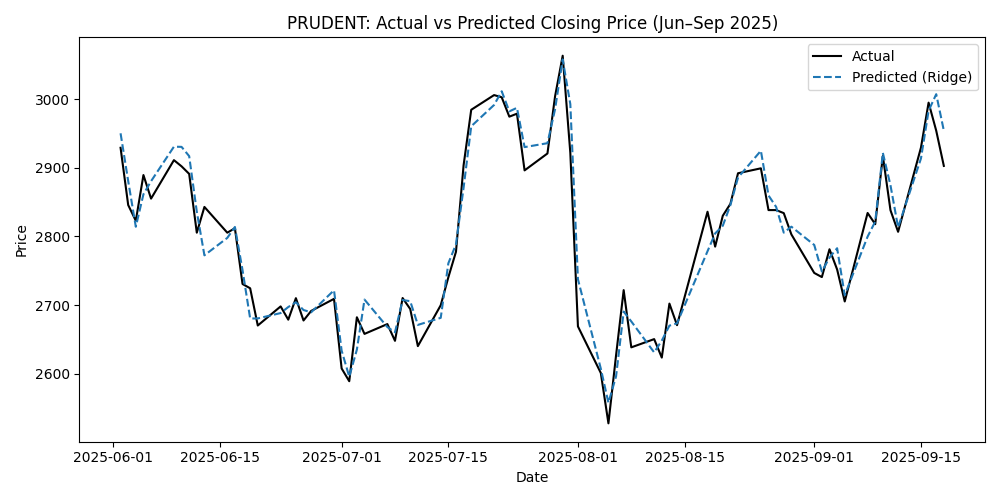 PRUDENT: Actual vs Predicted Closing Price (Jun–Sep 2025)
Actual
Predicted (Ridge)
Price
3000
2900
2800
2700
2600
2025-06-01 2025-06-15 2025-07-01 2025-07-15 2025-08-01 2025-08-15 2025-09-01 2025-09-15
Date